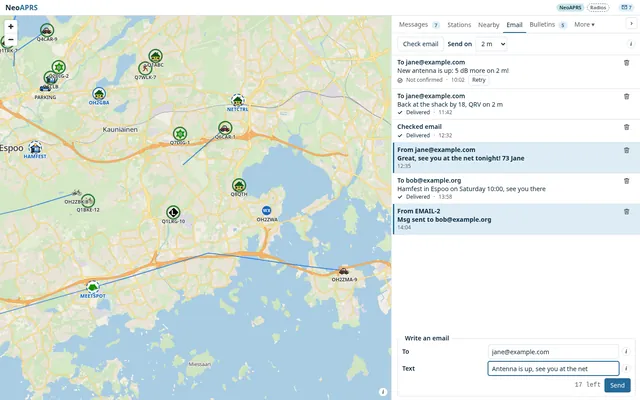 NeoAPRS
NeoAPRS
Radios
7
+
−
PARKING
OH2GBA
NETCTRL
Kauniainen
Espoo
HAMFEST
Q8OTH
OH2ZWA
Q1LAG-10
OH2ZMA-9
MEETSPOT
Miessaari
i
Messages 7
Stations
Nearby
Email
Bulletins 5
More
Check email
Send on
2 m
i
To jane@example.com
New antenna is up: 5 dB more on 2 m!
Not confirmed · 10:02 Retry
To jane@example.com
Back at the shack by 18, QRV on 2 m
Delivered · 11:42
Checked email
Delivered · 12:32
From jane@example.com
Great, see you at the net tonight! 73 Jane
12:35
To bob@example.org
Hamfest in Espoo on Saturday 10:00, see you there
Delivered · 13:58
From EMAIL-2
Msg sent to bob@example.org
14:04
Write an email
To
jane@example.com
i
Text
Antenna is up, see you at the net
i
17 left
Send